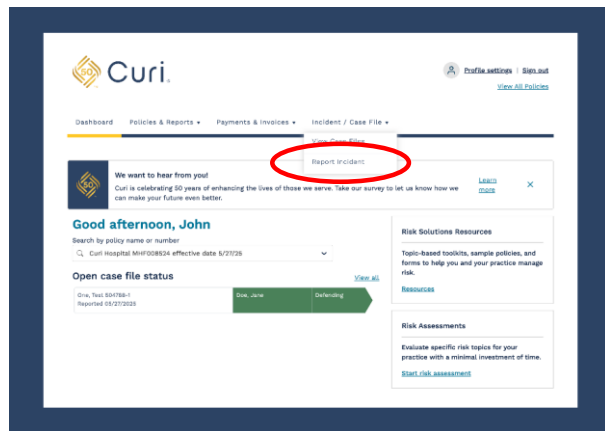 50
Curi.
Profile settings | Sign out
View All Policies
Dashboard Policies & Reports Payments & Invoices Incident / Case File
View Case Files
Report Incident
50
We want to hear from you!
Curi is celebrating 50 years of enhancing the lives of those we serve. Take our survey to let us know how we
can make your future even better.
Learn
more
Good afternoon, John
Search by policy name or number
Curi Hospital MHF008524 effective date 5/27/25
Open case file status
View all
One, Test 504788-1
Reported 05/27/2025
Doe, Jane
Defending
Risk Solutions Resources
Topic-based toolkits, sample policies, and
forms to help you and your practice manage
risk.
Resources
Risk Assessments
Evaluate specific risk topics for your
practice with a minimal investment of time.
Start risk assessment